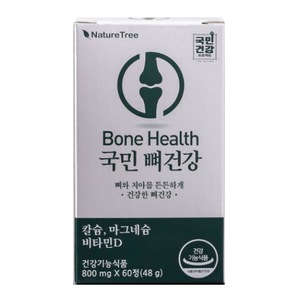 NatureTree
국민
건강
Bone Health
국민 뼈건강
뼈와 치아를 튼튼하게
· 건강한 뼈건강 ·
칼슘, 마그네슘
비타민D
건강기능식품
800 mg X 60정(48 g)
건강
기능식품